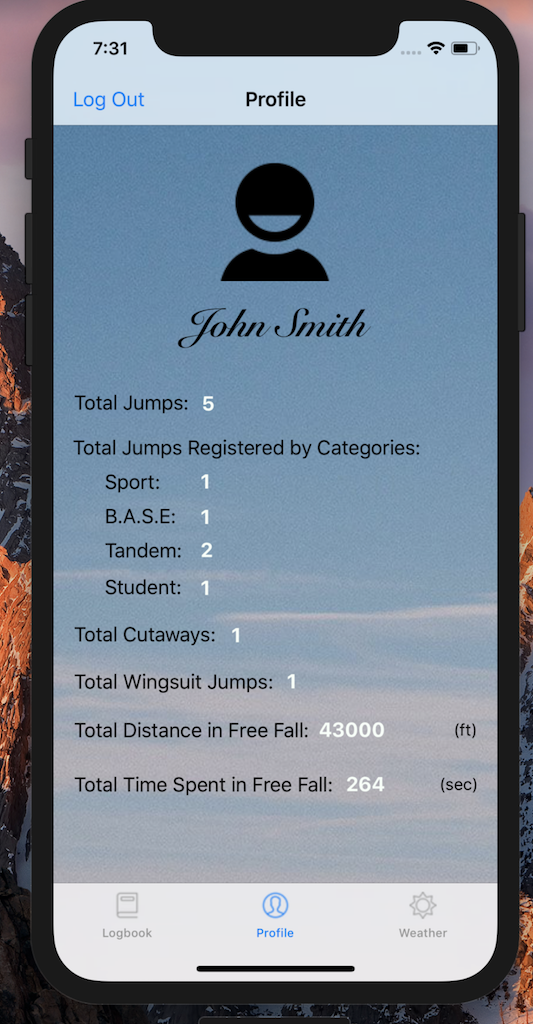 7:31
Log Out Profile
John Smith
Total Jumps: 5
Total Jumps Registered by Categories:
Sport: 1
B.A.S.E: 1
Tandem: 2
Student: 1
Total Cutaways: 1
Total Wingsuit Jumps: 1
Total Distance in Free Fall: 43000 (ft)
Total Time Spent in Free Fall: 264 (sec)
Logbook Profile Weather